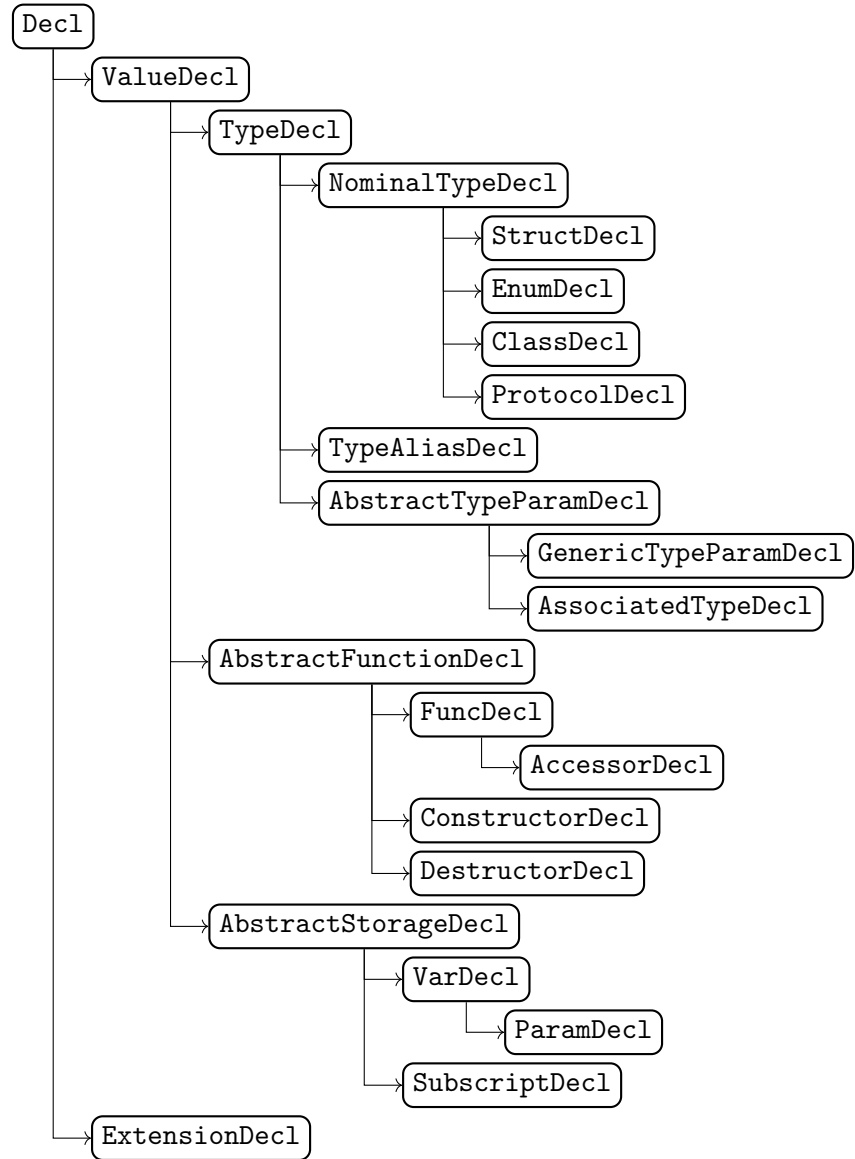 Decl
ValueDecl
TypeDecl
NominalTypeDecl
StructDecl
EnumDecl
ClassDecl
ProtocolDecl
TypeAliasDecl
AbstractTypeParamDecl
GenericTypeParamDecl
AssociatedTypeDecl
AbstractFunctionDecl
FuncDecl
AccessorDecl
ConstructorDecl
DestructorDecl
AbstractStorageDecl
VarDecl
ParamDecl
SubscriptDecl
ExtensionDecl